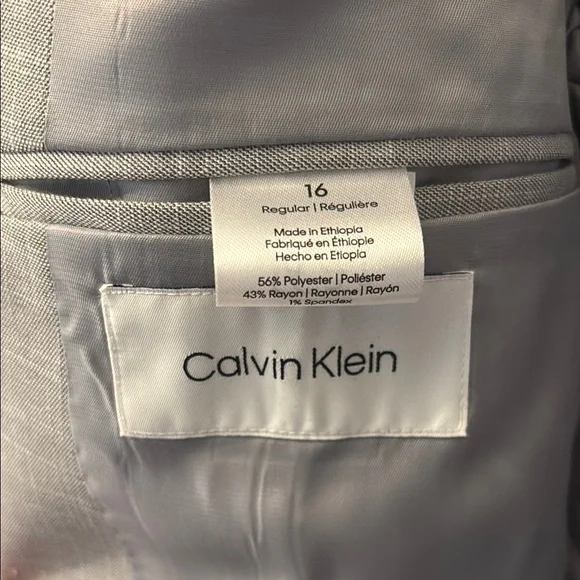 16
Regular | Régulière
Made in Ethiopia
Fabriqué en Éthiopie
Hecho en Etiopia
56% Polyester | Poliéster
43% Rayon | Rayonne | Rayón
1% Spandex
Calvin Klein